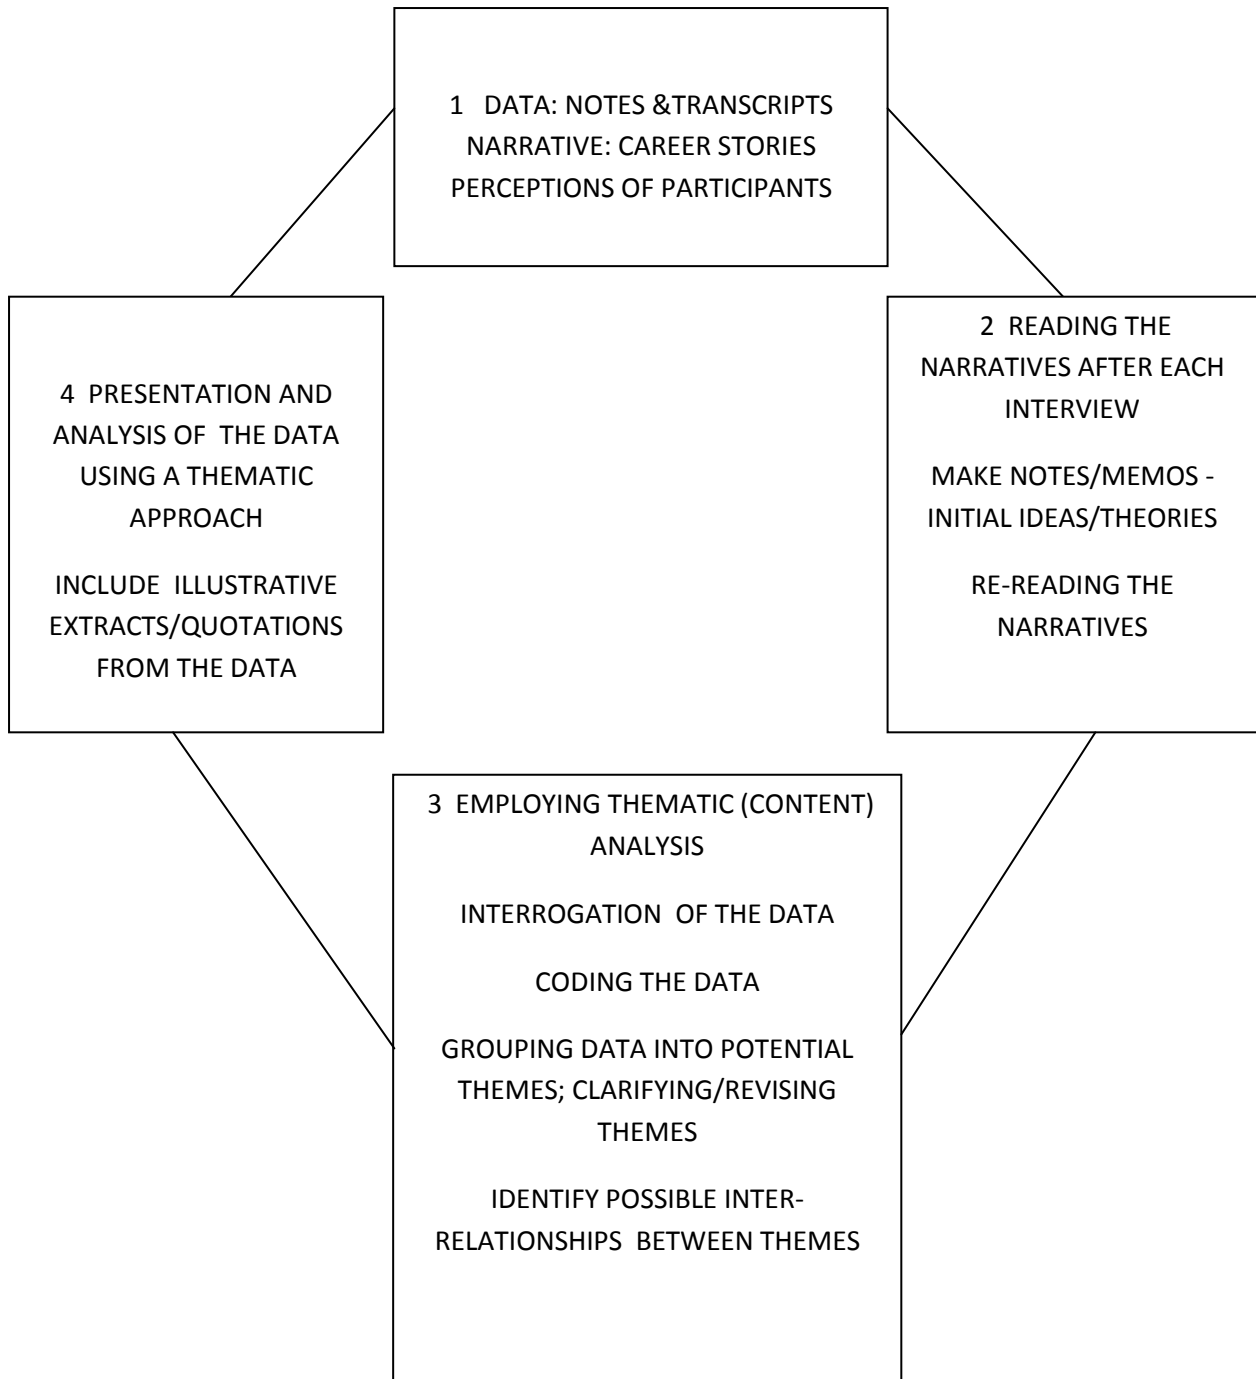 1 DATA: NOTES &TRANSCRIPTS
NARRATIVE: CAREER STORIES
PERCEPTIONS OF PARTICIPANTS
2 READING THE
NARRATIVES AFTER EACH
INTERVIEW
MAKE NOTES/MEMOS -
INITIAL IDEAS/THEORIES
RE-READING THE
NARRATIVES
3 EMPLOYING THEMATIC (CONTENT)
ANALYSIS
INTERROGATION OF THE DATA
CODING THE DATA
GROUPING DATA INTO POTENTIAL
THEMES; CLARIFYING/REVISING
THEMES
IDENTIFY POSSIBLE INTER-
RELATIONSHIPS BETWEEN THEMES
4 PRESENTATION AND
ANALYSIS OF THE DATA
USING A THEMATIC
APPROACH
INCLUDE ILLUSTRATIVE
EXTRACTS/QUOTATIONS
FROM THE DATA